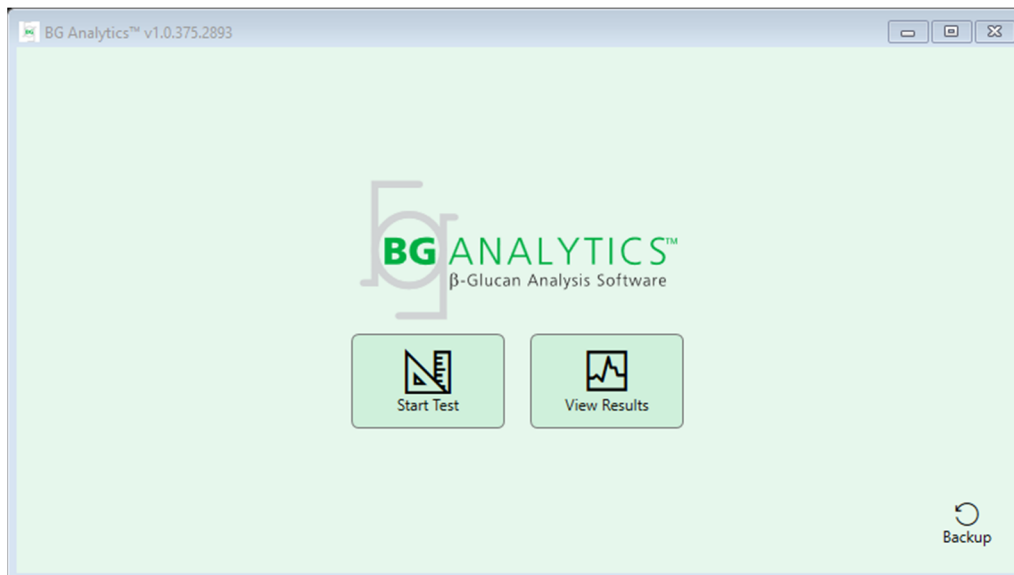 BG Analytics™ v1.0.375.2893
BG ANALYTICS™
β-Glucan Analysis Software
Start Test
View Results
Backup